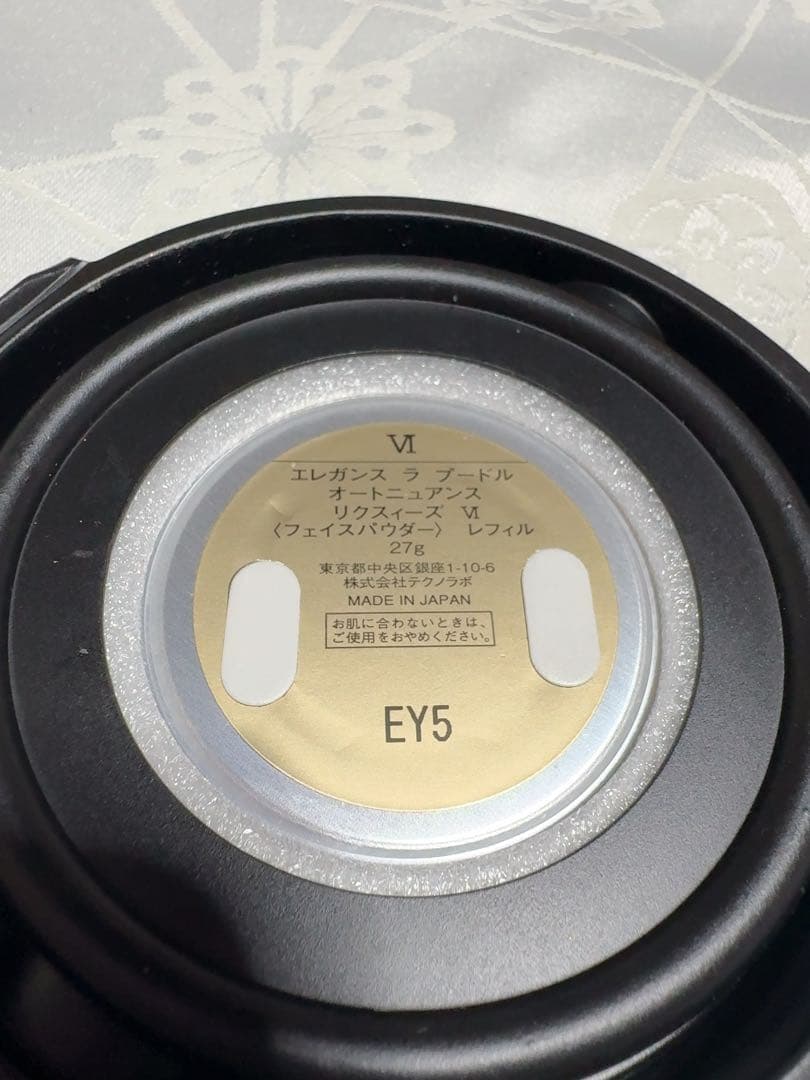 Ⅵ
エレガンス ラ プードル
オートニュアンス
リクスィーズ Ⅵ
〈フェイスパウダー〉 レフィル
27g
東京都中央区銀座1-10-6
株式会社テクノラボ
MADE IN JAPAN
お肌に合わないときは、
ご使用をおやめください。
EY5